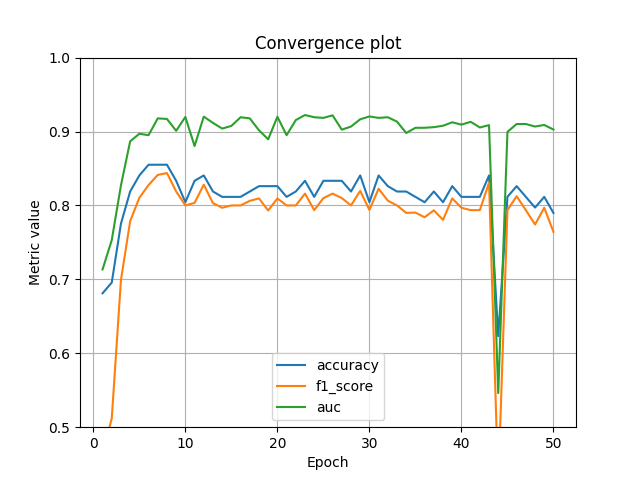 Convergence plot
1.0
0.9
0.8
0.7
0.6
0.5
Metric value
accuracy
f1_score
auc
0 10 20 30 40 50
Epoch